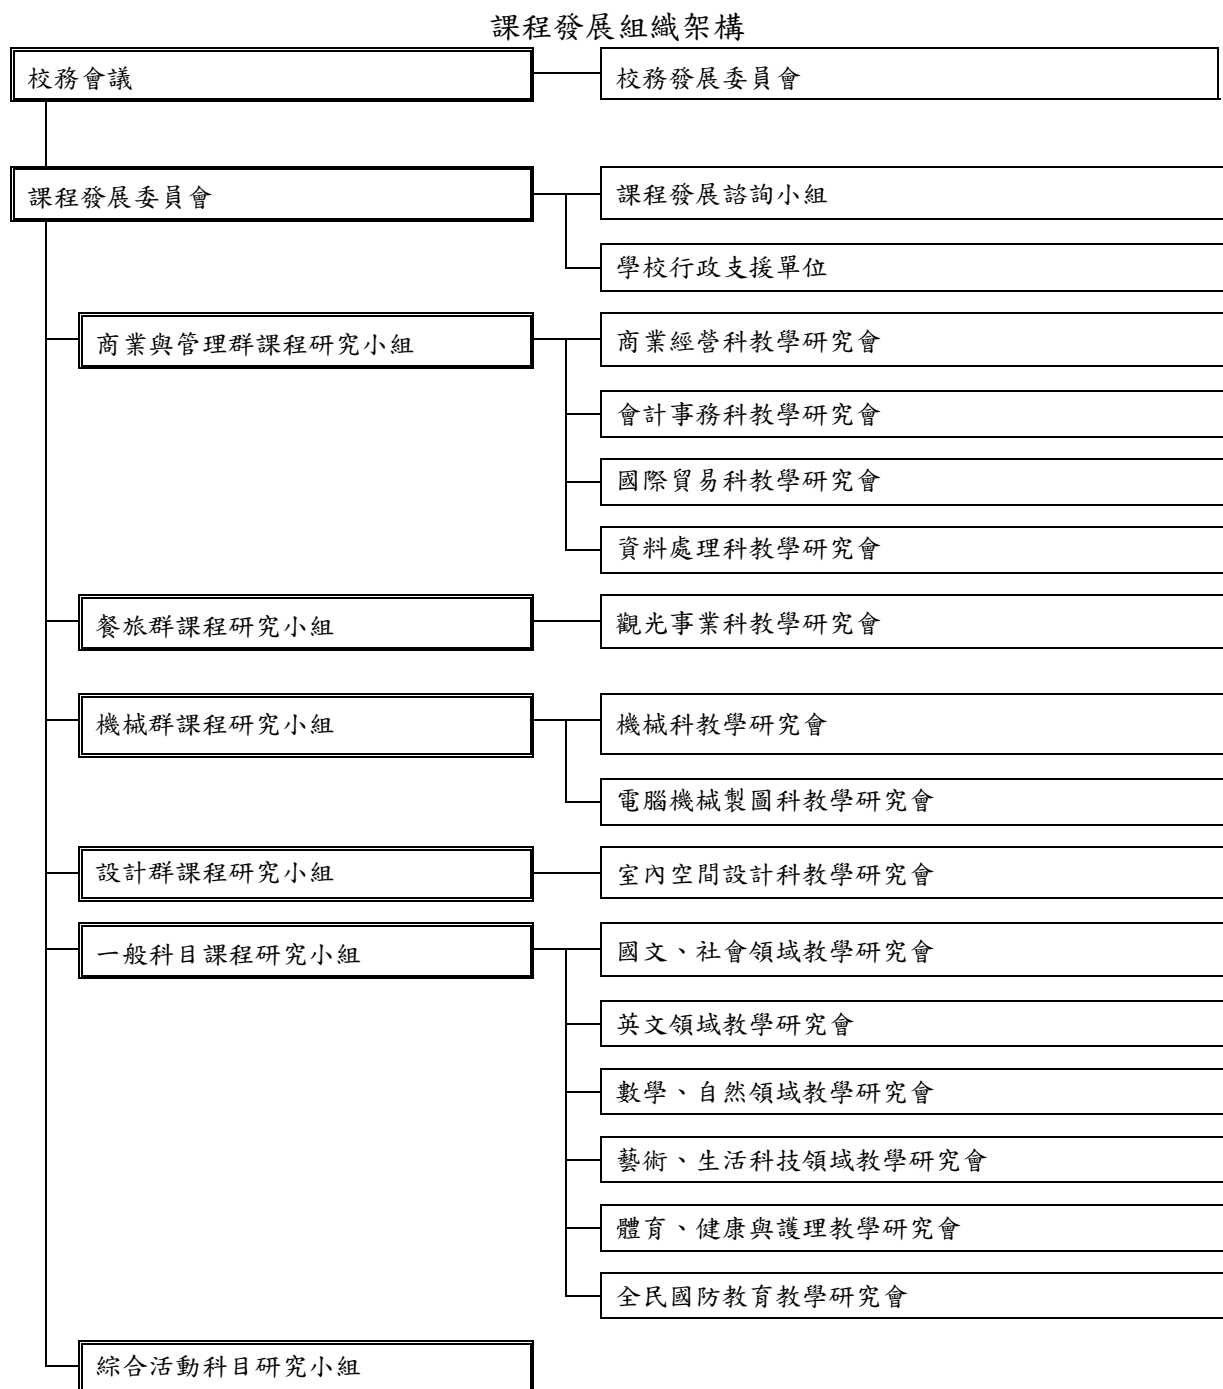 課程發展組織架構
校務會議
校務發展委員會
課程發展委員會
課程發展諮詢小組
學校行政支援單位
商業與管理群課程研究小組
商業經營科教學研究會
會計事務科教學研究會
國際貿易科教學研究會
資料處理科教學研究會
餐旅群課程研究小組
觀光事業科教學研究會
機械群課程研究小組
機械科教學研究會
電腦機械製圖科教學研究會
設計群課程研究小組
室內空間設計科教學研究會
一般科目課程研究小組
國文、社會領域教學研究會
英文領域教學研究會
數學、自然領域教學研究會
藝術、生活科技領域教學研究會
體育、健康與護理教學研究會
全民國防教育教學研究會
綜合活動科目研究小組